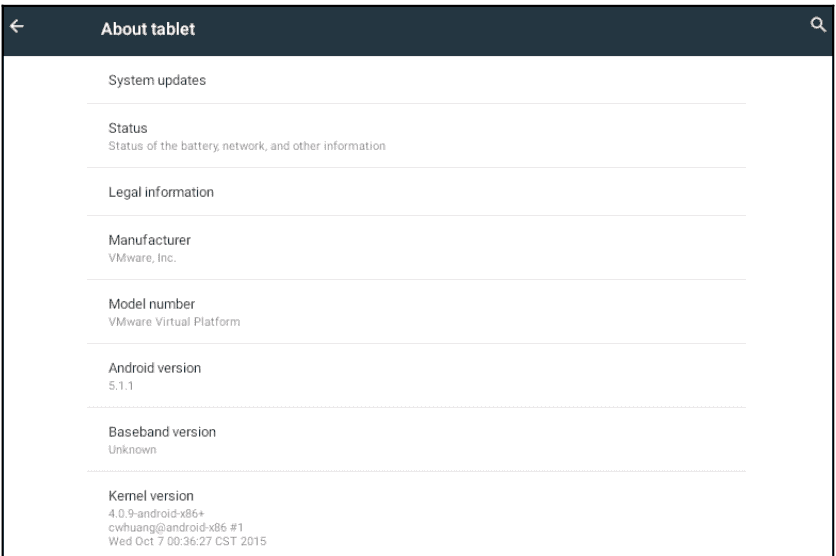 About tablet
System updates
Status
Status of the battery, network, and other information
Legal information
Manufacturer
VMware, Inc.
Model number
VMware Virtual Platform
Android version
5.1.1
Baseband version
Unknown
Kernel version
4.0.9-android-x86+
cwhuang@android-x86 #1
Wed Oct 7 00:36:27 CST 2015